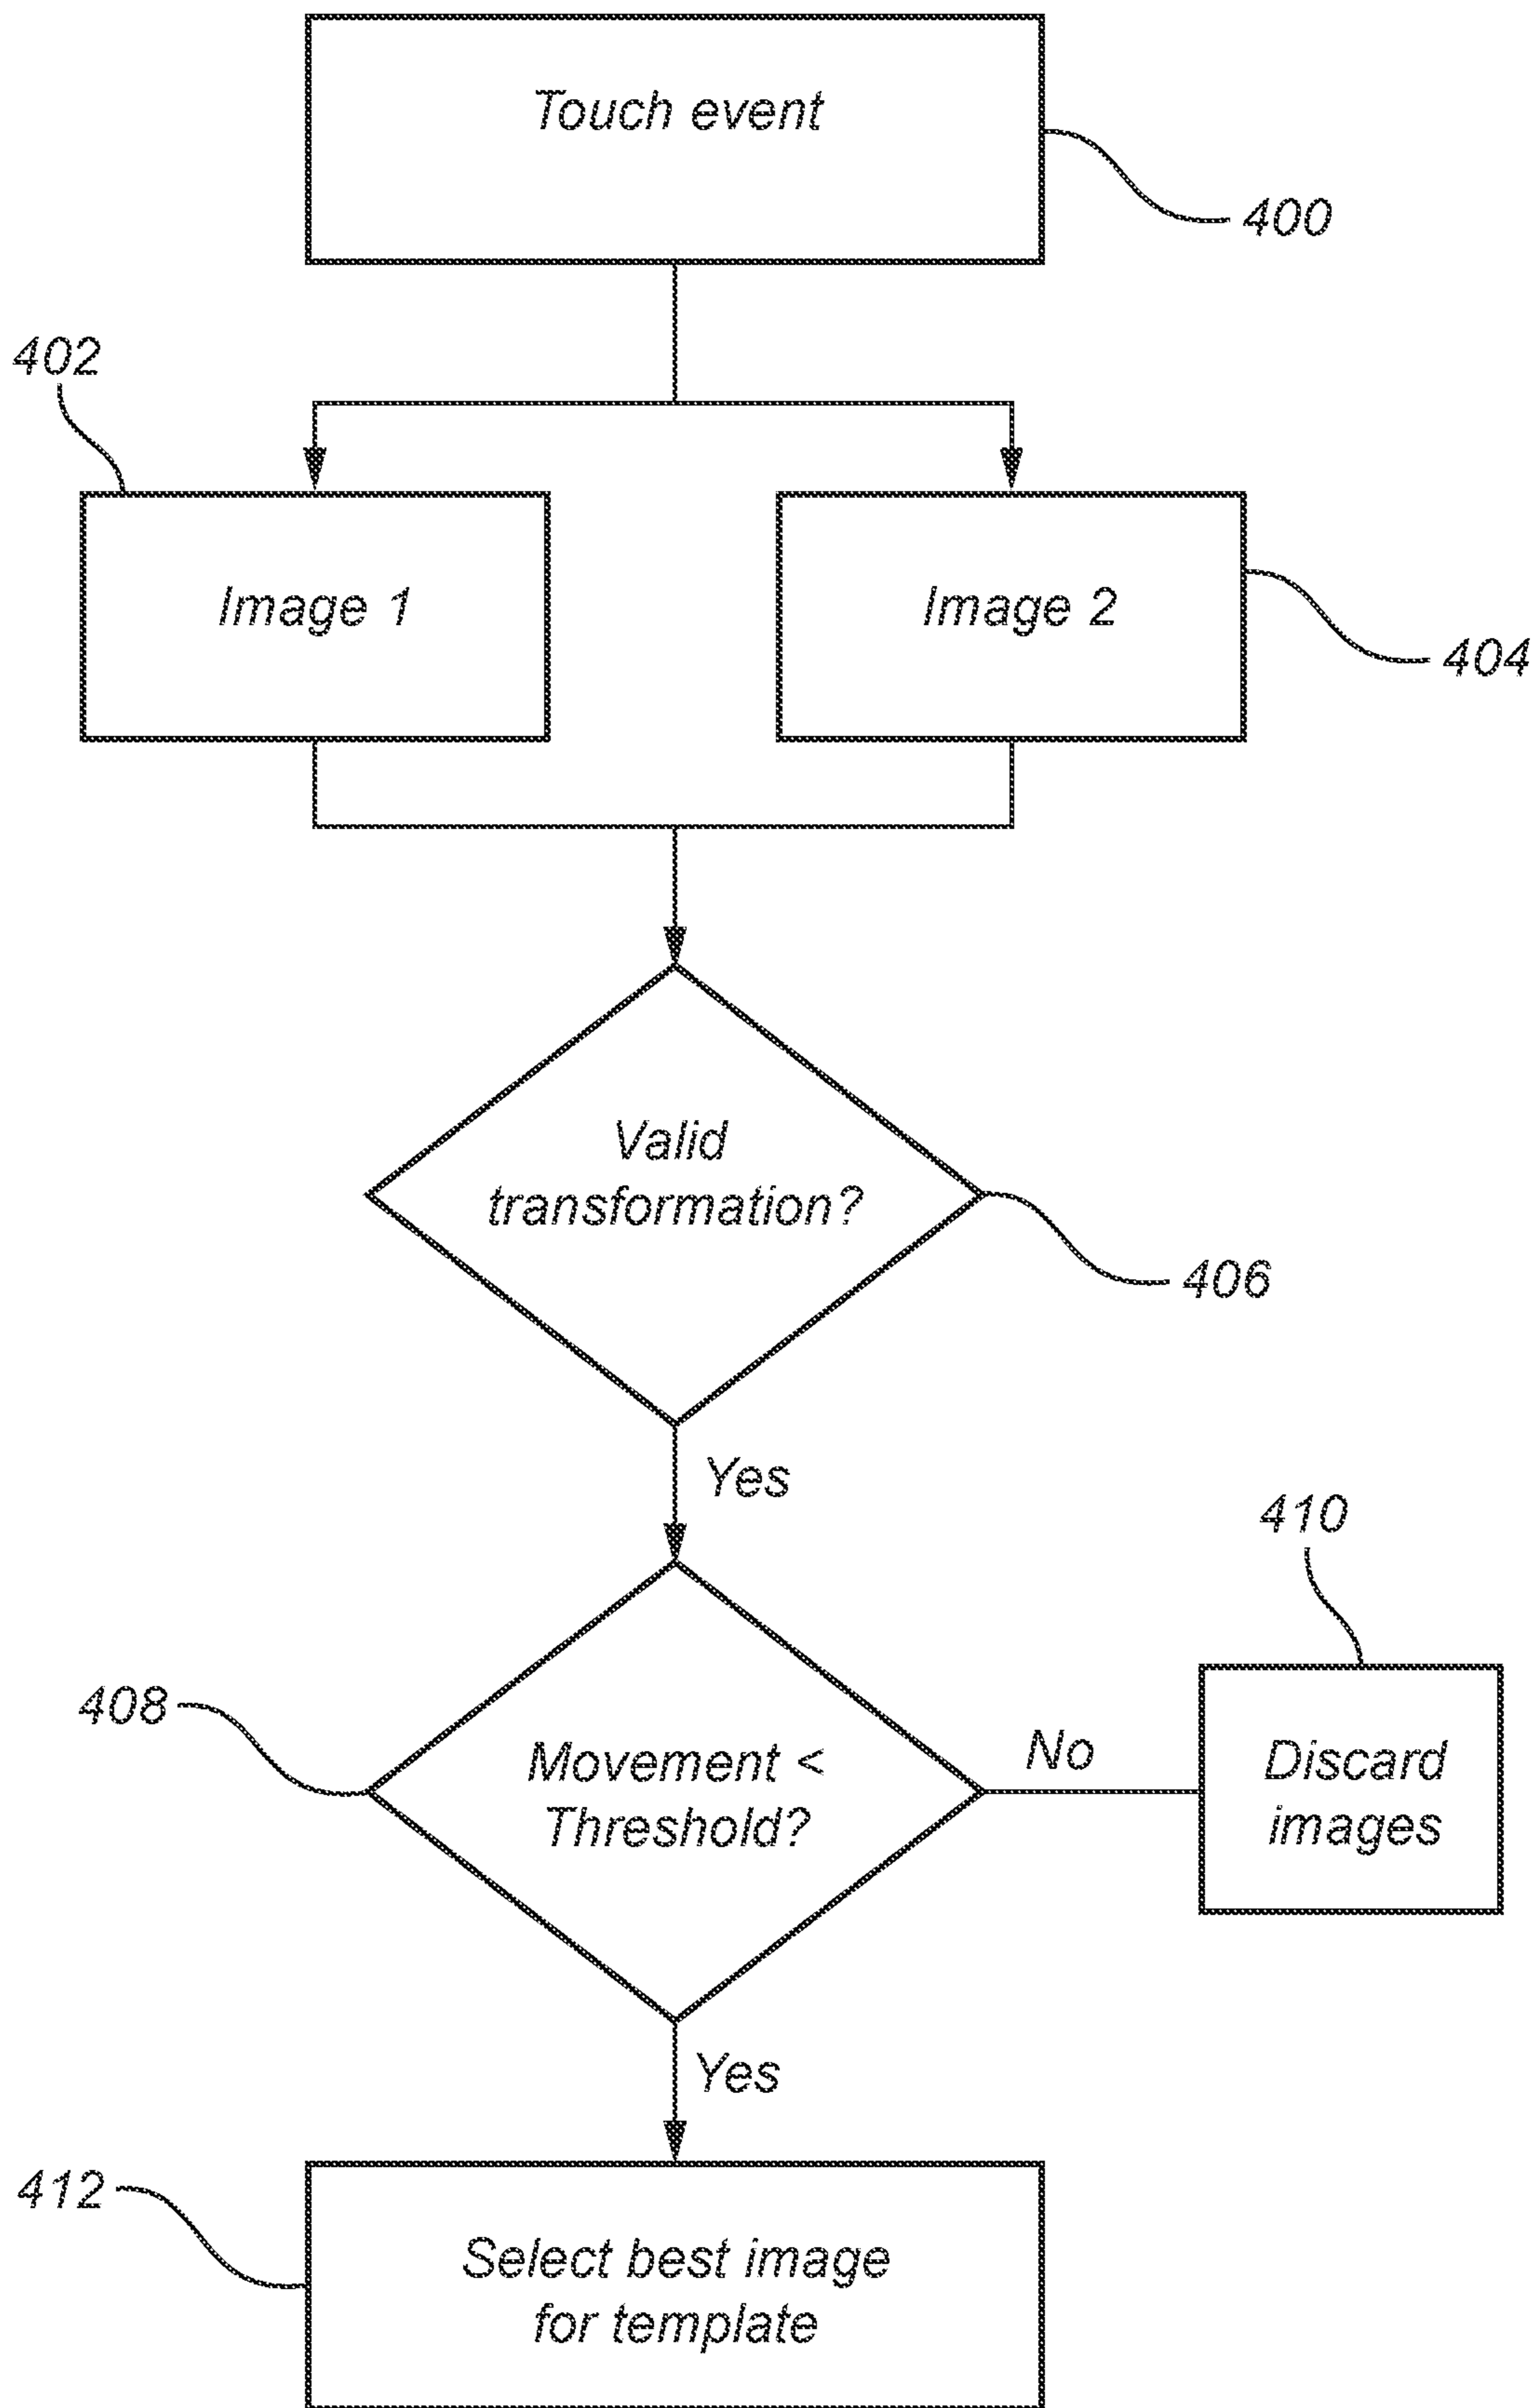 Touch event
400
402
Image 1
Image 2
404
Valid
transformation?
406
Yes
410
408
Movement <
Threshold?
No
Discard
images
Yes
412
Select best image
for template